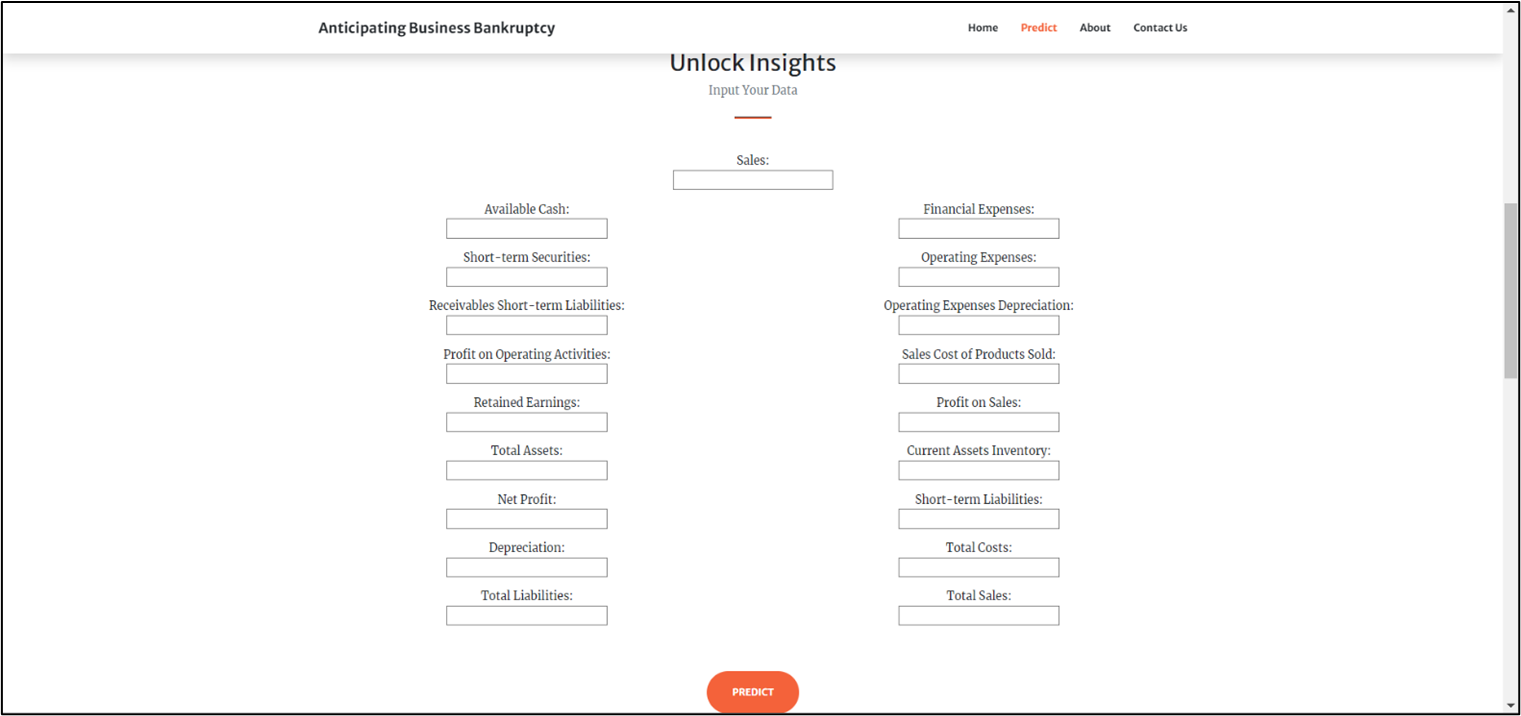 Anticipating Business Bankruptcy
Home Predict About Contact Us
Unlock Insights
Input Your Data
Sales:
Available Cash:
Financial Expenses:
Short-term Securities:
Operating Expenses:
Receivables Short-term Liabilities:
Operating Expenses Depreciation:
Profit on Operating Activities:
Sales Cost of Products Sold:
Retained Earnings:
Profit on Sales:
Total Assets:
Current Assets Inventory:
Net Profit:
Short-term Liabilities:
Depreciation:
Total Costs:
Total Liabilities:
Total Sales:
PREDICT